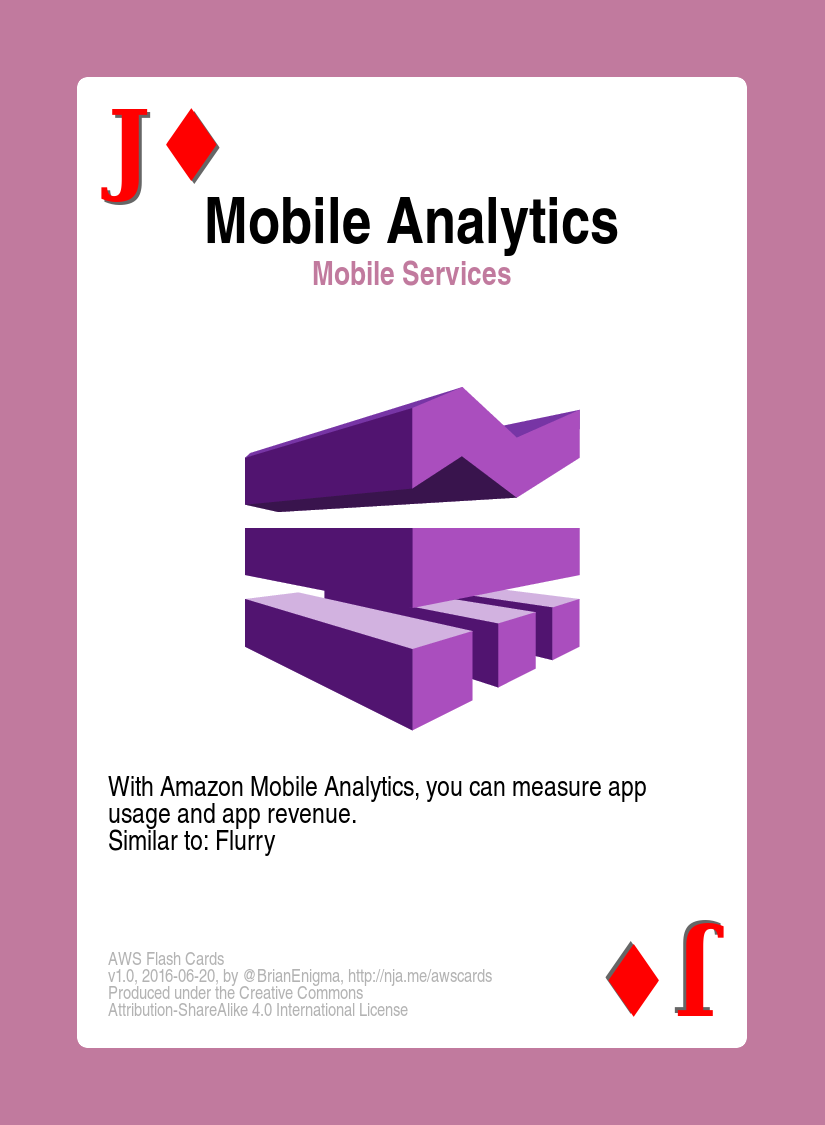 J
Mobile Analytics
Mobile Services
With Amazon Mobile Analytics, you can measure app
usage and app revenue.
Similar to: Flurry
AWS Flash Cards
v1.0, 2016-06-20, by @BrianEnigma, http://nja.me/awscards
Produced under the Creative Commons
Attribution-ShareAlike 4.0 International License
J